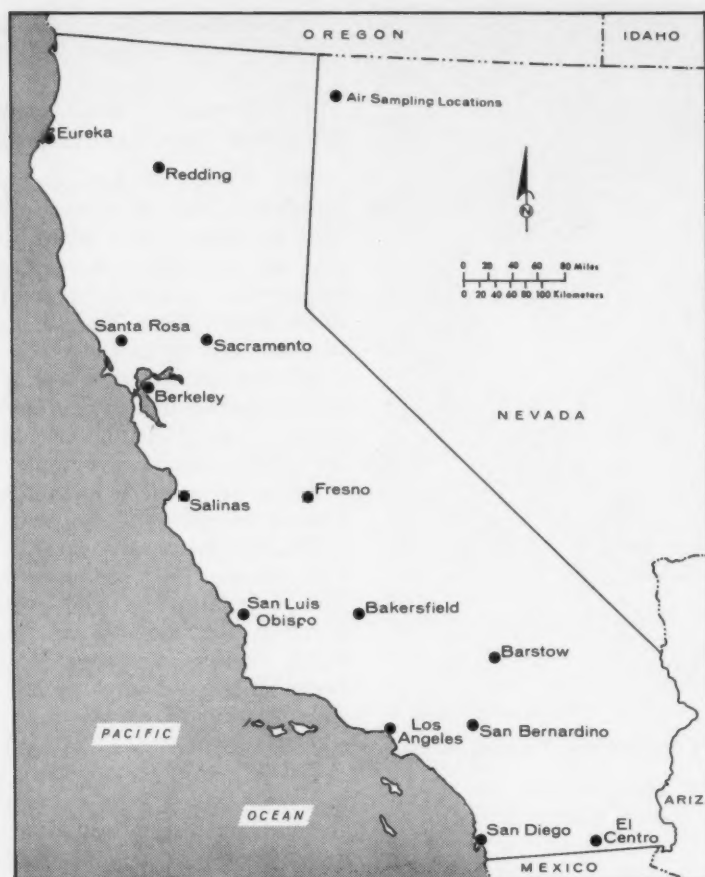 OREGON
IDAHO
Air Sampling Locations
Eureka
Redding
N
0 20 40 60 80 Miles
0 20 40 60 80 100 Kilometers
Santa Rosa
Sacramento
Berkeley
NEVADA
Salinas
Fresno
San Luis
Obispo
Bakersfield
Barstow
PACIFIC
Los
Angeles
San Bernardino
ARIZ
OCEAN
San Diego
El
Centro
MEXICO